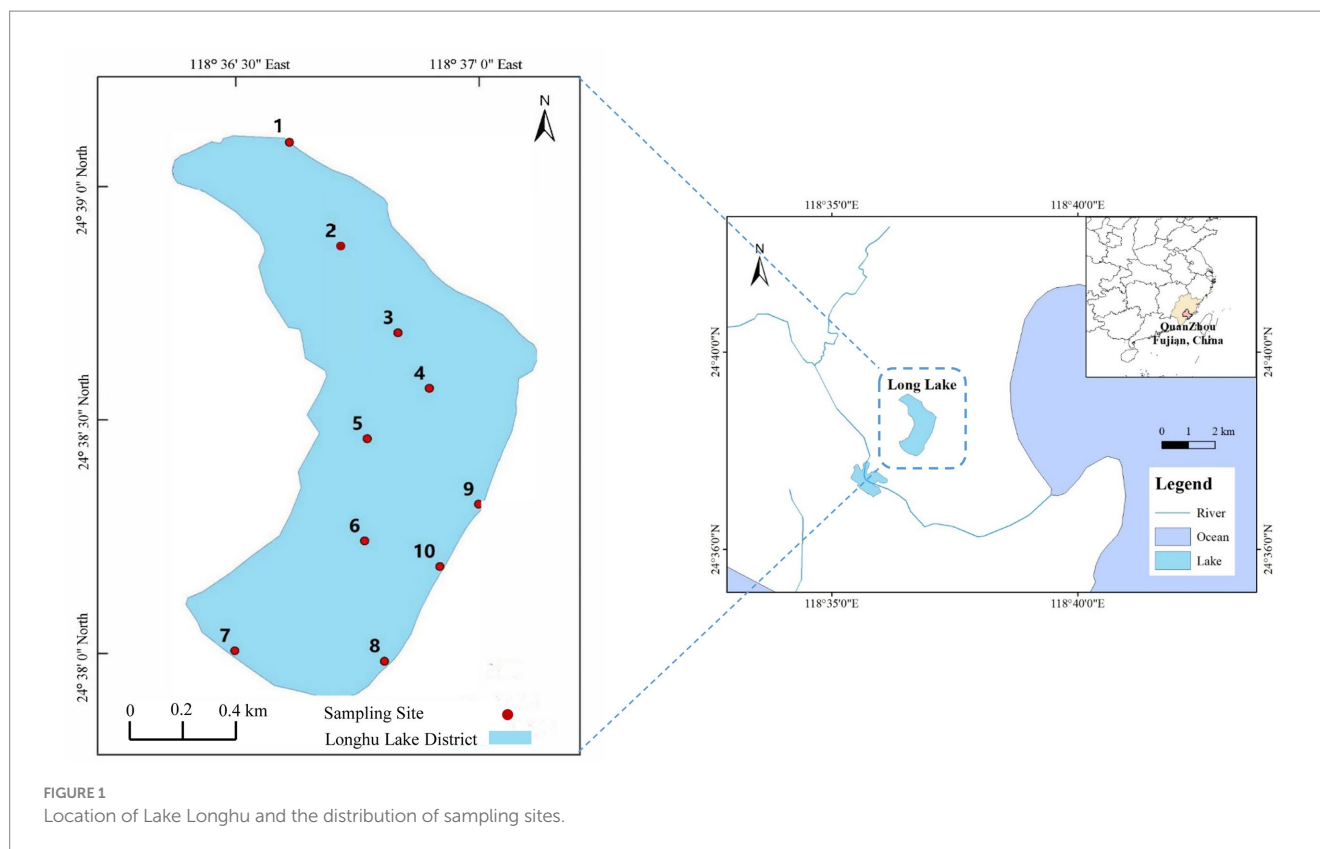 118° 36' 30" East
118° 37' 0" East
N
24° 39' 0" North
24° 38' 30" North
24° 38' 0" North
1
2
3
4
5
9
6
10
7
8
0 0.2 0.4 km
Sampling Site
Longhu Lake District
118°35'0"E
118°40'0"E
N
QuanZhou
Fujian, China
24°40'0"N
24°40'0"N
Long Lake
0 1 2 km
Legend
River
Ocean
Lake
24°36'0"N
24°36'0"N
118°35'0"E
118°40'0"E
FIGURE 1
Location of Lake Longhu and the distribution of sampling sites.